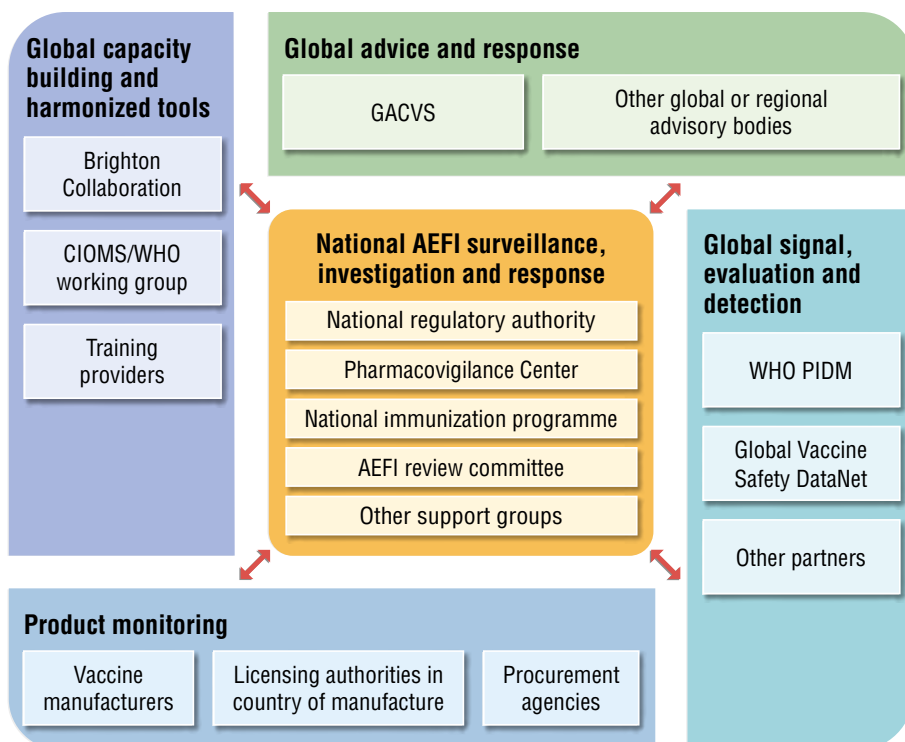 Global capacity
building and
harmonized tools
Brighton
Collaboration
CIOMS/WHO
working group
Training
providers
Global advice and response
GACVS
Other global or regional
advisory bodies
National AEFI surveillance,
investigation and response
National regulatory authority
Pharmacovigilance Center
National immunization programme
AEFI review committee
Other support groups
Global signal,
evaluation and
detection
WHO PIDM
Global Vaccine
Safety DataNet
Other partners
Product monitoring
Vaccine
manufacturers
Licensing authorities in
country of manufacture
Procurement
agencies